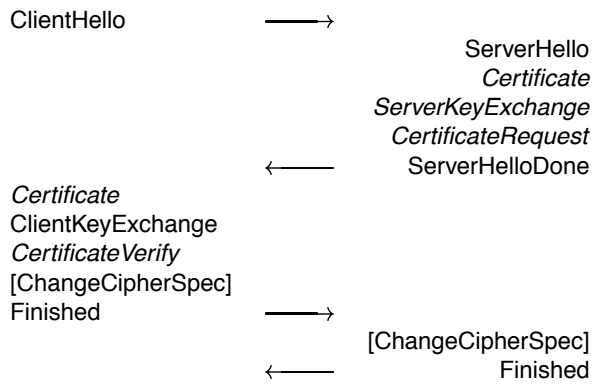 ClientHello
ServerHello
Certificate
ServerKeyExchange
CertificateRequest
ServerHelloDone
Certificate
ClientKeyExchange
CertificateVerify
[ChangeCipherSpec]
Finished
[ChangeCipherSpec]
Finished